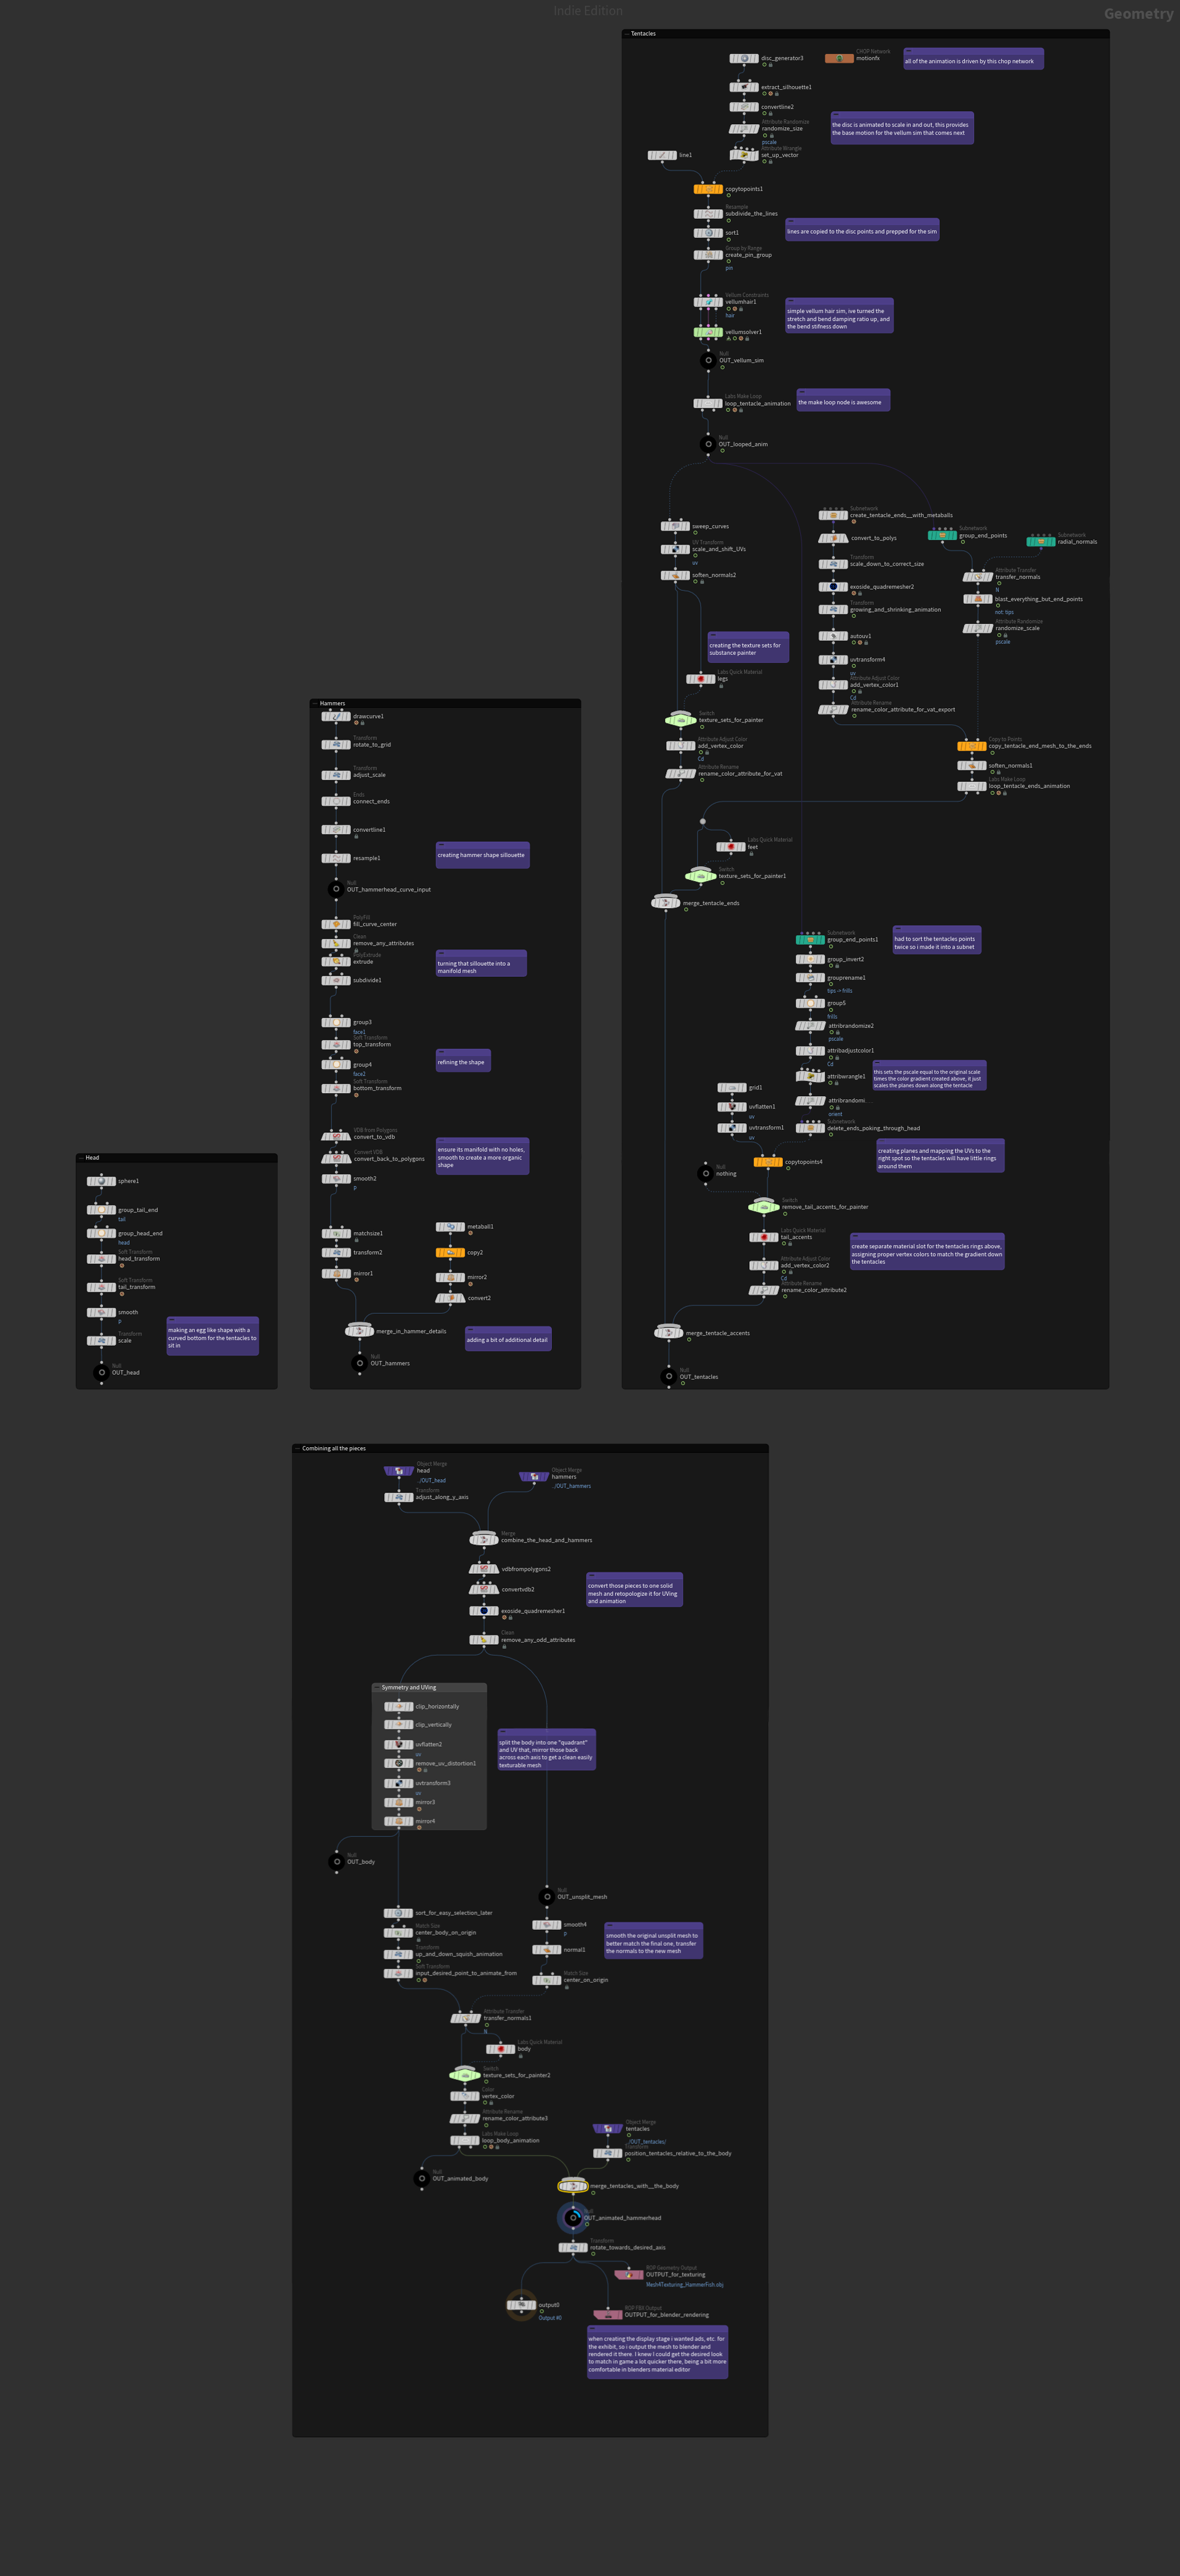 Indie Edition
Geometry
Tentacles
disc_generator3
CHOP Network
motionfx
all of the animation is driven by this chop network
extract_silhouette1
convertline2
Attribute Randomize
randomize_size
pscale
the disc is animated to scale in and out, this provides
the base motion for the vellum sim that comes next
Attribute Wrangle
set_up_vector
line1
copytopoints1
Resample
subdivide_the_lines
sort1
lines are copied to the disc points and prepped for the sim
Group by Range
create_pin_group
pin
Vellum Constraints
vellumhair1
hair
simple vellum hair sim, ive turned the
stretch and bend damping ratio up, and
the bend stifness down
vellumsolver1
Null
OUT_vellum_sim
Labs Make Loop
loop_tentacle_animation
the make loop node is awesome
Null
OUT_looped_anim
sweep_curves
UV Transform
scale_and_shift_UVs
uv
soften_normals2
Subnetwork
create_tentacle_ends__with_metaballs
convert_to_polys
Transform
scale_down_to_correct_size
exoside_quadremesher2
Transform
growing_and_shrinking_animation
autouv1
uvtransform4
uv
Attribute Adjust Color
add_vertex_color1
Cd
Attribute Rename
rename_color_attribute_for_vat_export
Subnetwork
group_end_points
Subnetwork
radial_normals
Attribute Transfer
transfer_normals
N
blast_everything_but_end_points
not: tips
Attribute Randomize
randomize_scale
pscale
creating the texture sets for
substance painter
Labs Quick Material
legs
Switch
texture_sets_for_painter
Attribute Adjust Color
add_vertex_color
Cd
Attribute Rename
rename_color_attribute_for_vat
Copy to Points
copy_tentacle_end_mesh_to_the_ends
soften_normals1
Labs Make Loop
loop_tentacle_ends_animation
Labs Quick Material
feet
Switch
texture_sets_for_painter1
merge_tentacle_ends
Subnetwork
group_end_points1
had to sort the tentacles points
twice so i made it into a subnet
group_invert2
grouprename1
tips -> frills
group5
frills
attribrandomize2
pscale
attribadjustcolor1
Cd
attribwrangle1
this sets the pscale equal to the original scale
times the color gradient created above, it just
scales the planes down along the tentacle
attribrandomi...
orient
Subnetwork
delete_ends_poking_through_head
grid1
uvflatten1
uv
uvtransform1
uv
creating planes and mapping the UVs to the
right spot so the tentacles will have little rings
around them
copytopoints4
Null
nothing
Switch
remove_tail_accents_for_painter
Labs Quick Material
tail_accents
create separate material slot for the tentacles rings above,
assigning proper vertex colors to match the gradient down
the tentacles
Attribute Adjust Color
add_vertex_color2
Cd
Attribute Rename
rename_color_attribute2
merge_tentacle_accents
Null
OUT_tentacles
Hammers
drawcurve1
Transform
rotate_to_grid
Transform
adjust_scale
Ends
connect_ends
convertline1
resample1
creating hammer shape sillouette
Null
OUT_hammerhead_curve_input
PolyFill
fill_curve_center
Clean
remove_any_attributes
PolyExtrude
extrude
turning that sillouette into a
manifold mesh
subdivide1
group3
face1
Soft Transform
top_transform
group4
face2
refining the shape
Soft Transform
bottom_transform
VDB from Polygons
convert_to_vdb
Convert VDB
convert_back_to_polygons
ensure its manifold with no holes,
smooth to create a more organic
shape
smooth2
P
matchsize1
transform2
mirror1
metaball1
copy2
mirror2
convert2
merge_in_hammer_details
adding a bit of additional detail
Null
OUT_hammers
Head
sphere1
group_tail_end
tail
group_head_end
head
Soft Transform
head_transform
Soft Transform
tail_transform
smooth
P
Transform
scale
making an egg like shape with a
curved bottom for the tentacles to
sit in
Null
OUT_head
Combining all the pieces
Object Merge
head
../OUT_head
Object Merge
hammers
../OUT_hammers
Transform
adjust_along_y_axis
Merge
combine_the_head_and_hammers
vdbfrompolygons2
convertvdb2
exoside_quadremesher1
convert those pieces to one solid
mesh and retopologize it for UVing
and animation
Clean
remove_any_odd_attributes
Symmetry and UVing
clip_horizontally
clip_vertically
uvflatten2
uv
remove_uv_distortion1
uvtransform3
uv
mirror3
mirror4
split the body into one "quadrant"
and UV that, mirror those back
across each axis to get a clean easily
texturable mesh
Null
OUT_body
Null
OUT_unsplit_mesh
sort_for_easy_selection_later
Match Size
center_body_on_origin
Transform
up_and_down_squish_animation
Soft Transform
input_desired_point_to_animate_from
smooth4
P
normal1
Match Size
center_on_origin
smooth the original unsplit mesh to
better match the final one, transfer
the normals to the new mesh
Attribute Transfer
transfer_normals1
N
Labs Quick Material
body
Switch
texture_sets_for_painter2
Color
vertex_color
Attribute Rename
rename_color_attribute3
Labs Make Loop
loop_body_animation
Null
OUT_animated_body
Object Merge
tentacles
../OUT_tentacles/
Transform
position_tentacles_relative_to_the_body
merge_tentacles_with__the_body
Null
OUT_animated_hammerhead
Transform
rotate_towards_desired_axis
ROP Geometry Output
OUTPUT_for_texturing
Mesh4Texturing_HammerFish.obj
output0
Output #0
ROP FBX Output
OUTPUT_for_blender_rendering
when creating the display stage i wanted ads, etc. for
the exhibit, so i output the mesh to blender and
rendered it there. I knew I could get the desired look
to match in game a lot quicker there, being a bit more
comfortable in blenders material editor